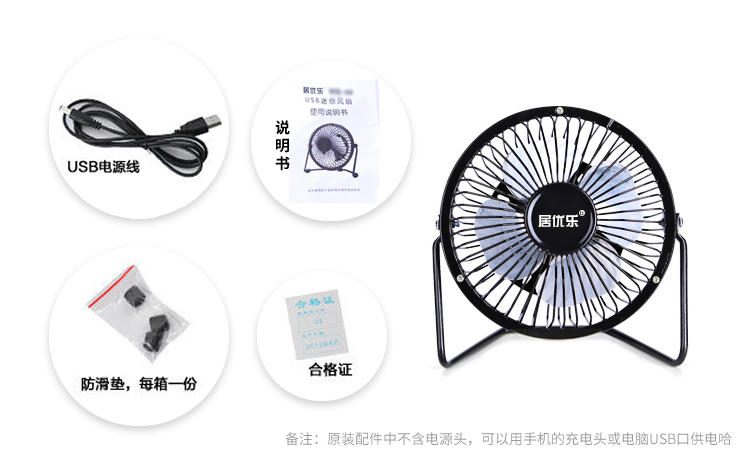 USB电源线
居优乐
USB迷你风扇
使用说明书
说明书
居优乐®
防滑垫，每箱一份
合格证
合格证
备注：原装配件中不含电源头，可以用手机的充电头或电脑USB口供电哈